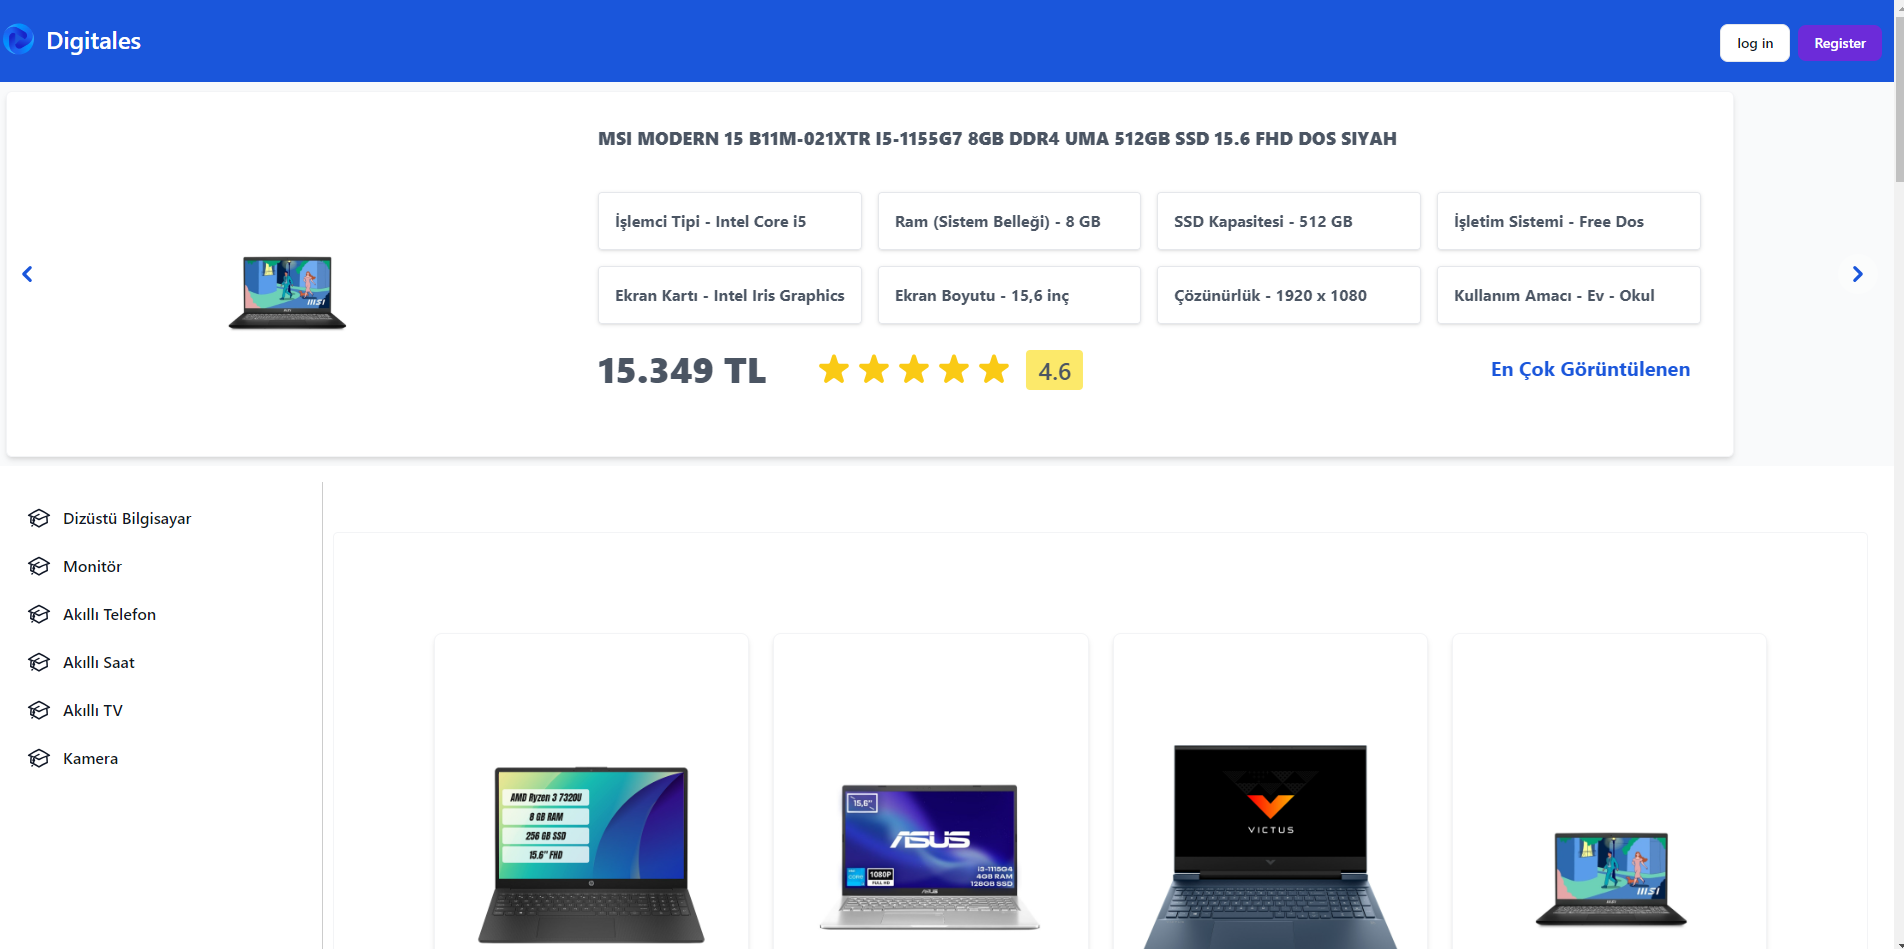 Digitales
log in
Register
MSI MODERN 15 B11M-021XTR I5-1155G7 8GB DDR4 UMA 512GB SSD 15.6 FHD DOS SIYAH
İşlemci Tipi - Intel Core i5
Ram (Sistem Belleği) - 8 GB
SSD Kapasitesi - 512 GB
İşletim Sistemi - Free Dos
Ekran Kartı - Intel Iris Graphics
Ekran Boyutu - 15,6 inç
Çözünürlük - 1920 x 1080
Kullanım Amacı - Ev - Okul
msi
15.349 TL
4.6
En Çok Görüntülenen
Dizüstü Bilgisayar
Monitör
Akıllı Telefon
Akıllı Saat
Akıllı TV
Kamera
AMD Ryzen 3 7320U
8 GB RAM
256 GB SSD
15.6" FHD
15,6"
ASUS
1080P
FULL HD
i3-1115G4
4GB RAM
128GB SSD
ASUS
VICTUS
msi